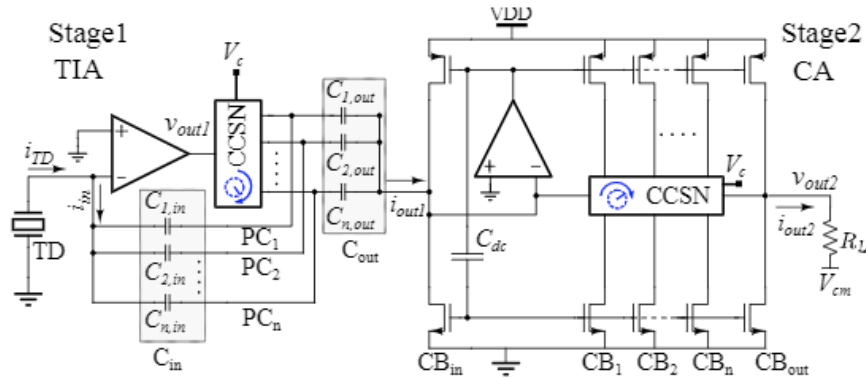 Stage1
TIA
V_c
CCSN
v_out1
i_TD
i_in
TD
C_1,in
C_2,in
C_n,in
C_in
PC_1
PC_2
PC_n
C_1,out
C_2,out
C_n,out
C_out
i_out1
VDD
Stage2
CA
V_c
CCSN
C_dc
v_out2
i_out2
R_L
V_cm
CB_in
CB_1
CB_2
CB_n
CB_out